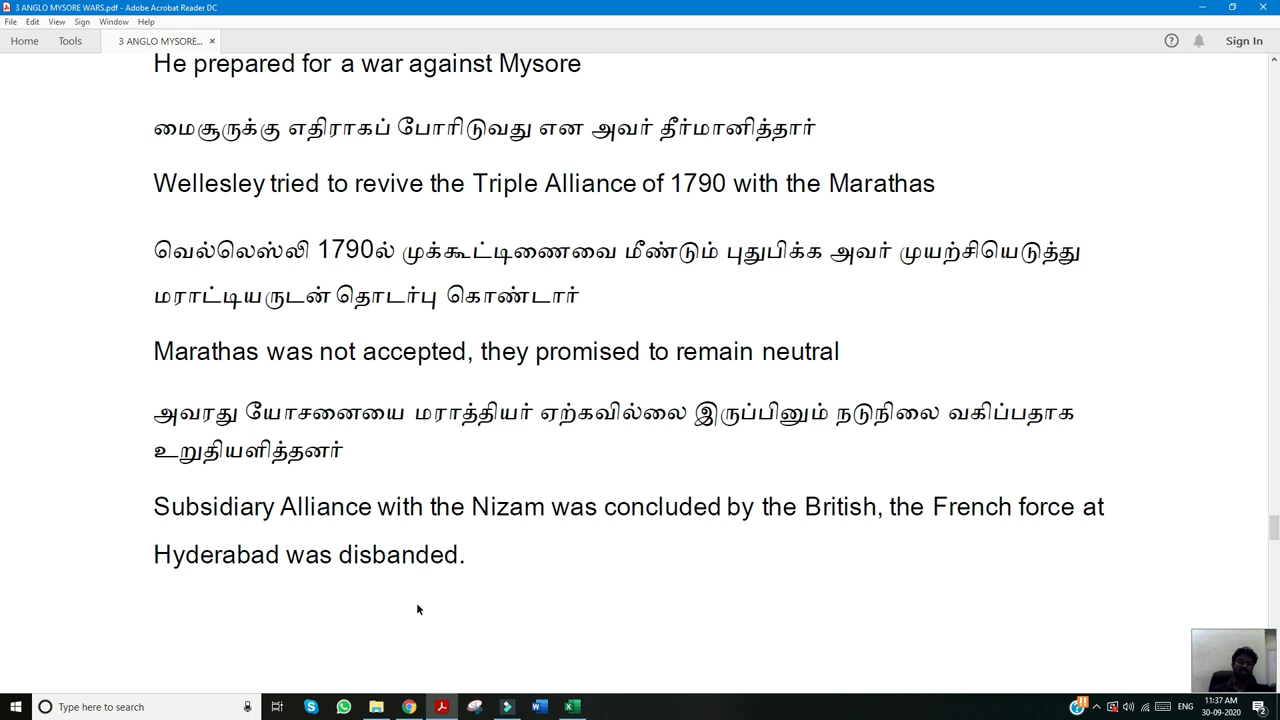 3 ANGLO MYSORE WARS.pdf - Adobe Acrobat Reader DC
File Edit View Sign Window Help
Home Tools 3 ANGLO MYSORE... × Sign In
He prepared for a war against Mysore
மைசூருக்கு எதிராகப் போரிடுவது என அவர் தீர்மானித்தார்
Wellesley tried to revive the Triple Alliance of 1790 with the Marathas
வெல்லெஸ்லி 1790ல் முக்கூட்டிணைவை மீண்டும் புதுபிக்க அவர் முயற்சியெடுத்து
மராட்டியருடன் தொடர்பு கொண்டார்
Marathas was not accepted, they promised to remain neutral
அவரது யோசனையை மராத்தியர் ஏற்கவில்லை இருப்பினும் நடுநிலை வகிப்பதாக
உறுதியளித்தனர்
Subsidiary Alliance with the Nizam was concluded by the British, the French force at
Hyderabad was disbanded.
Type here to search
ENG
11:37 AM
30-09-2020
2